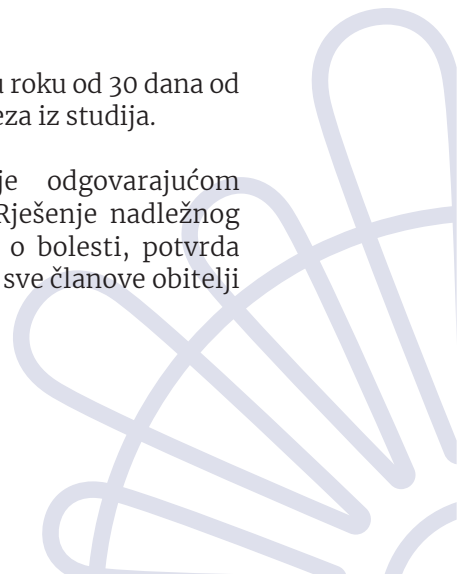 u roku od 30 dana od
eza iz studija.
je odgovarajućom
Rješenje nadležnog
o bolesti, potvrda
sve članove obitelji